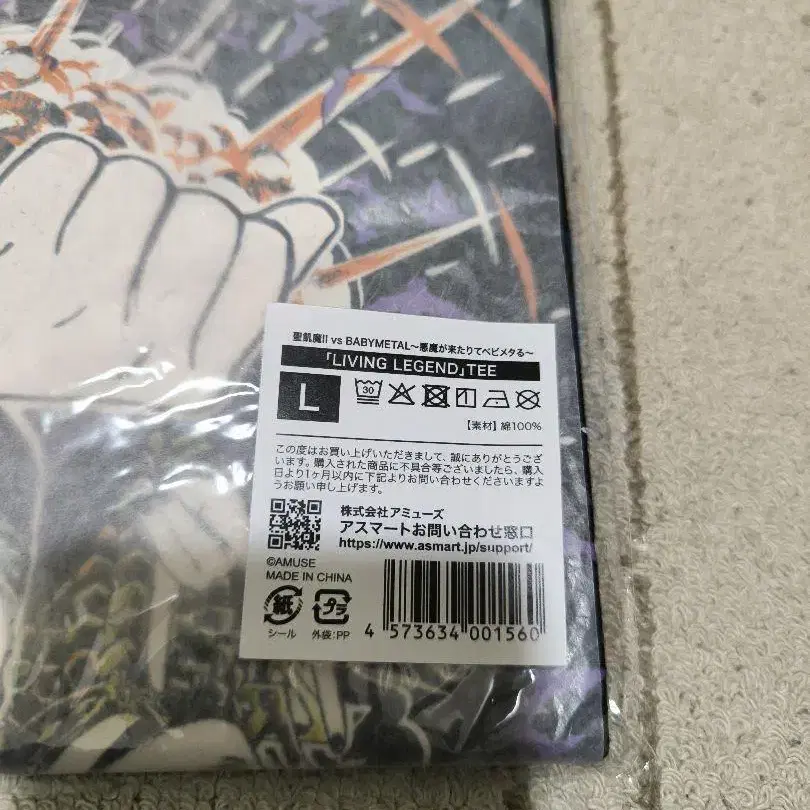 聖飢魔II vs BABYMETAL～悪魔が来たりてベビメタる～
「LIVING LEGEND」TEE
L
30
【素材】綿100%
この度はお買い上げいただきまして、誠にありがとうござ
います。購入された商品に不具合等ございましたら、購入
日より1ヶ月以内に下記よりお問い合わせくださいますよ
うお願い申し上げます。
株式会社アミューズ
アスマートお問い合わせ窓口
https://www.asmart.jp/support/
©AMUSE
MADE IN CHINA
紙
プラ
シール
外袋:PP
4 573634 001560